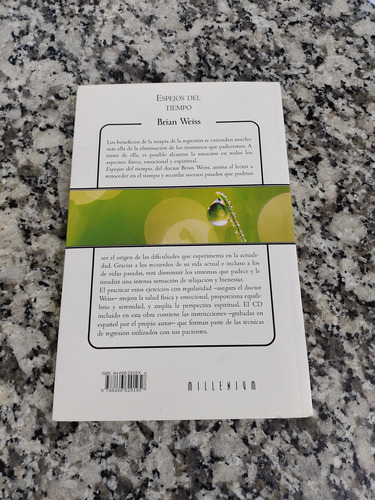 ESPEJOS DEL
TIEMPO
Brian Weiss
Los beneficios de la terapia de la regresión se extienden mucho
más allá de la eliminación de los trastornos que padecemos. A
través de ella, es posible alcanzar la sanación en todos los
aspectos: físico, emocional y espiritual.
Espejos del tiempo, del doctor Brian Weiss, anima al lector a
retroceder en el tiempo y recordar sucesos pasados que podrían
ser el origen de las dificultades que experimenta en la actuali-
dad. Gracias a los recuerdos de su vida actual e incluso a los
de vidas pasadas, verá disminuir los síntomas que padece y le
invadirá una intensa sensación de relajación y bienestar.
El practicar estos ejercicios con regularidad –asegura el doctor
Weiss– mejora la salud física y emocional, proporciona equili-
brio y serenidad, y amplía la perspectiva espiritual. El CD
incluido en esta obra contiene las instrucciones –grabadas en
español por el propio autor– que forman parte de las técnicas
de regresión utilizados con sus pacientes.
MILLENIUM